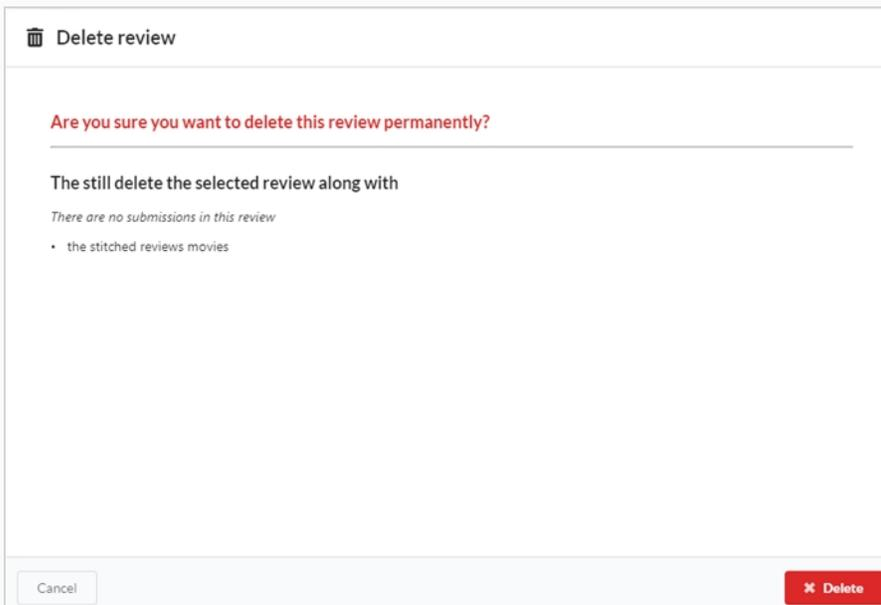 Delete review
Are you sure you want to delete this review permanently?
The still delete the selected review along with
There are no submissions in this review
• the stitched reviews movies
Cancel
✖ Delete